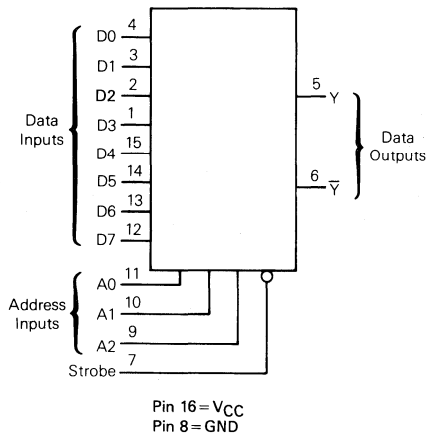 D0 4
D1 3
D2 2
D3 1
D4 15
D5 14
D6 13
D7 12
Data
Inputs
5 Y
6 Y̅
Data
Outputs
A0 11
A1 10
A2 9
Address
Inputs
Strobe 7
Pin 16=VCC
Pin 8=GND